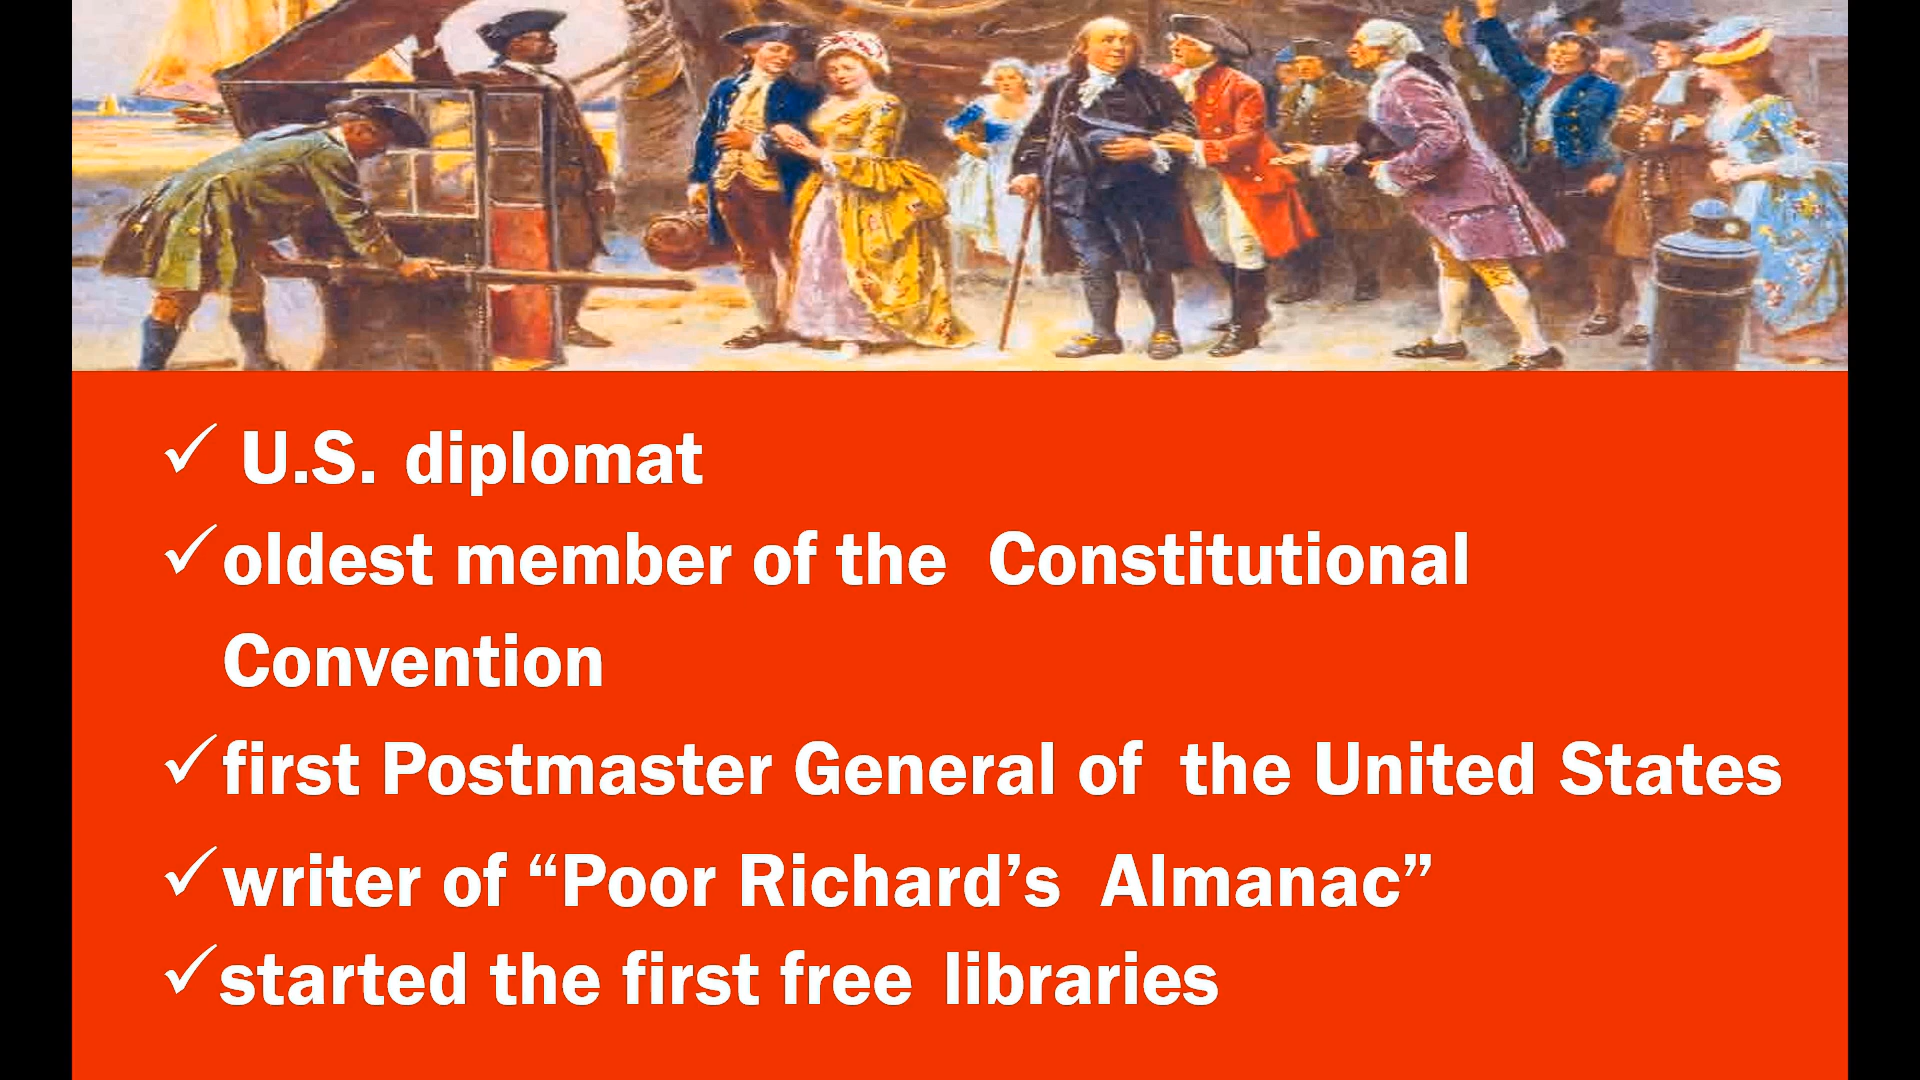 ✓ U.S. diplomat
✓ oldest member of the Constitutional
Convention
✓ first Postmaster General of the United States
✓ writer of “Poor Richard’s Almanac”
✓ started the first free libraries